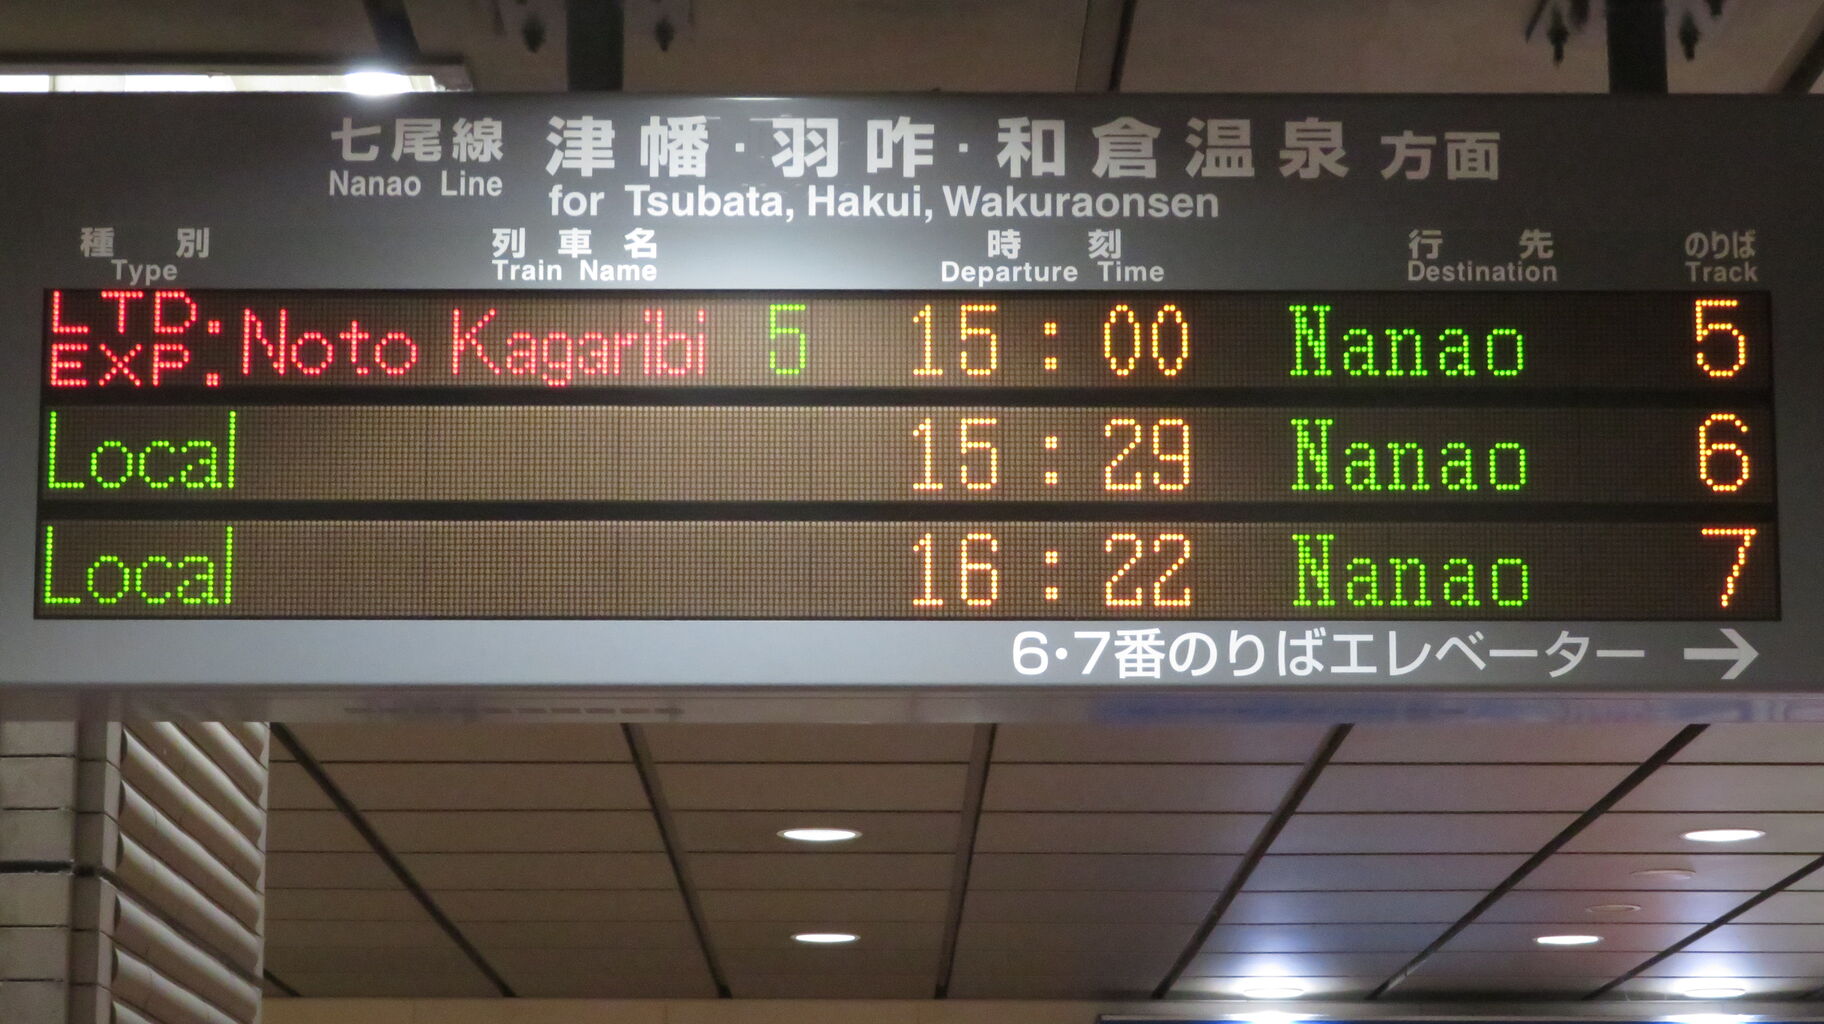 七尾線 津幡・羽咋・和倉温泉 方面
Nanao Line for Tsubata, Hakui, Wakuraonsen
種別 列車名 時刻 行先 のりば
Type Train Name Departure Time Destination Track
LTD. EXP. Noto Kagaribi 5 15:00 Nanao 5
Local 15:29 Nanao 6
Local 16:22 Nanao 7
6・7番のりばエレベーター →